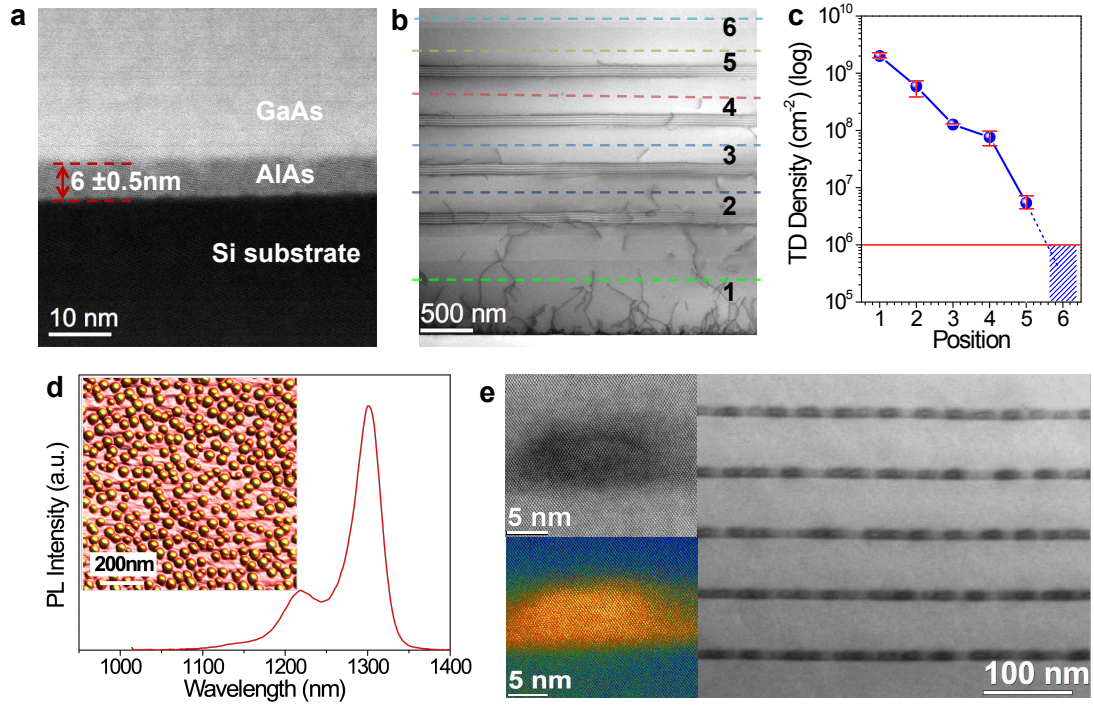 a
GaAs
AlAs
6 ±0.5nm
Si substrate
10 nm
b
6
5
4
3
2
1
500 nm
c
TD Density (cm⁻²) (log)
10¹⁰
10⁹
10⁸
10⁷
10⁶
10⁵
1 2 3 4 5 6
Position
d
PL Intensity (a.u.)
200nm
1000 1100 1200 1300 1400
Wavelength (nm)
e
5 nm
5 nm
100 nm